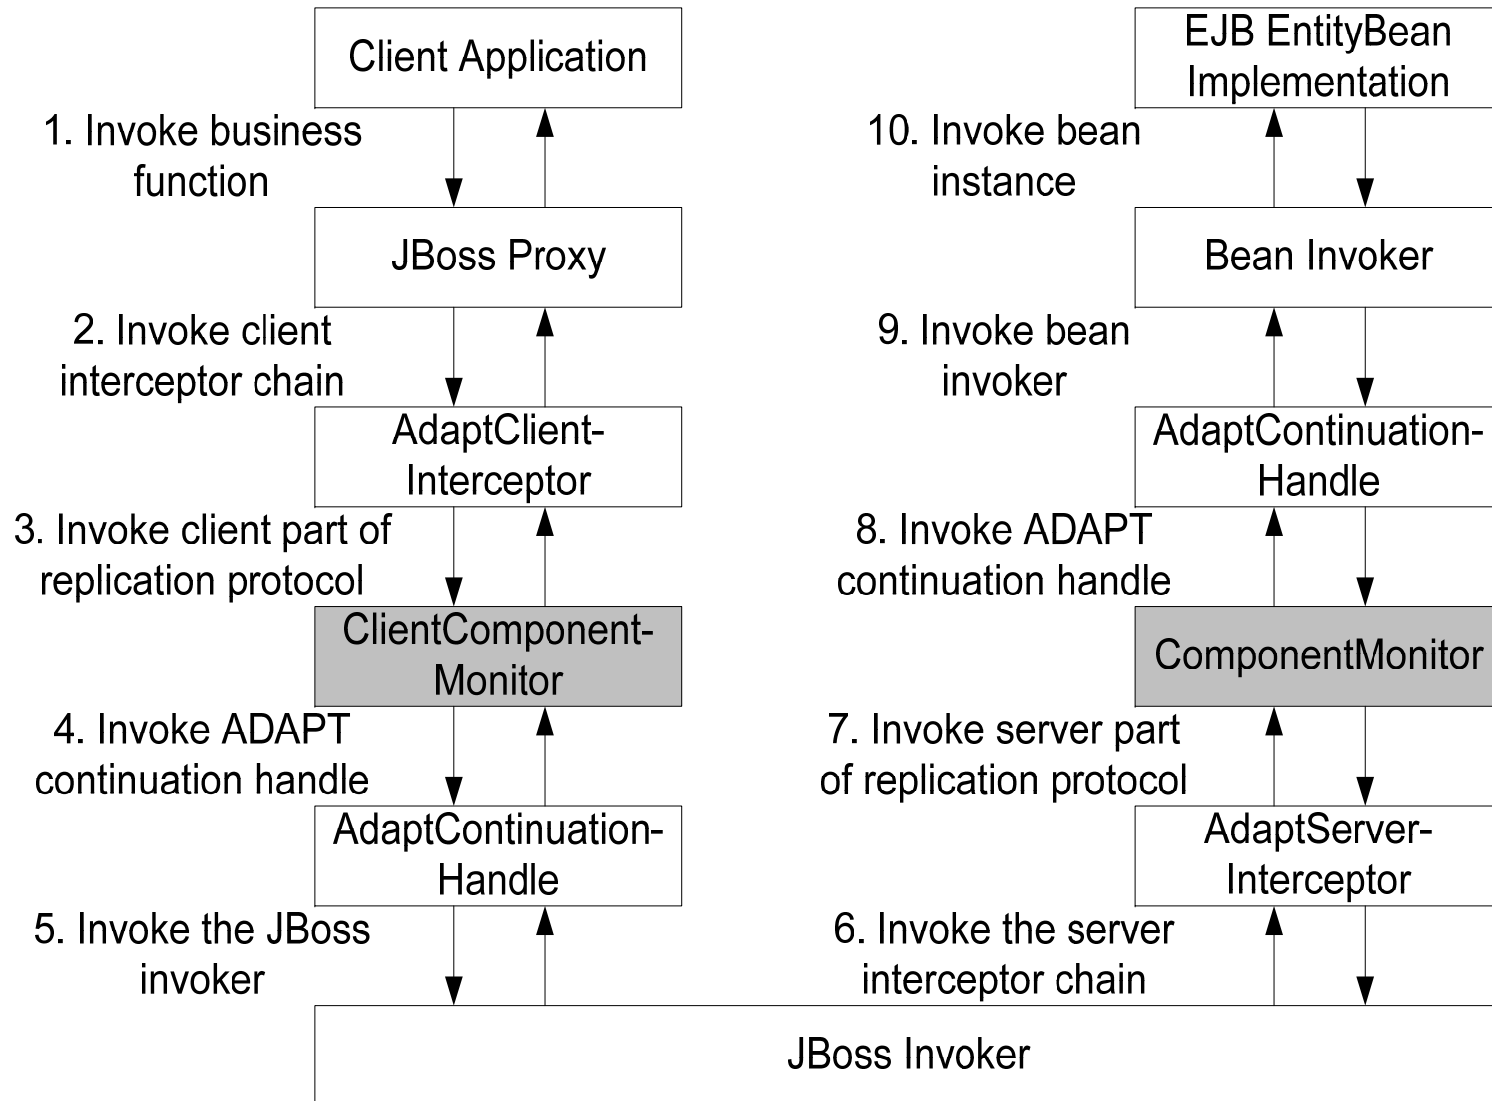 Client Application
1. Invoke business
function
JBoss Proxy
2. Invoke client
interceptor chain
AdaptClient-
Interceptor
3. Invoke client part of
replication protocol
ClientComponent-
Monitor
4. Invoke ADAPT
continuation handle
AdaptContinuation-
Handle
5. Invoke the JBoss
invoker
JBoss Invoker
EJB EntityBean
Implementation
10. Invoke bean
instance
Bean Invoker
9. Invoke bean
invoker
AdaptContinuation-
Handle
8. Invoke ADAPT
continuation handle
ComponentMonitor
7. Invoke server part
of replication protocol
AdaptServer-
Interceptor
6. Invoke the server
interceptor chain